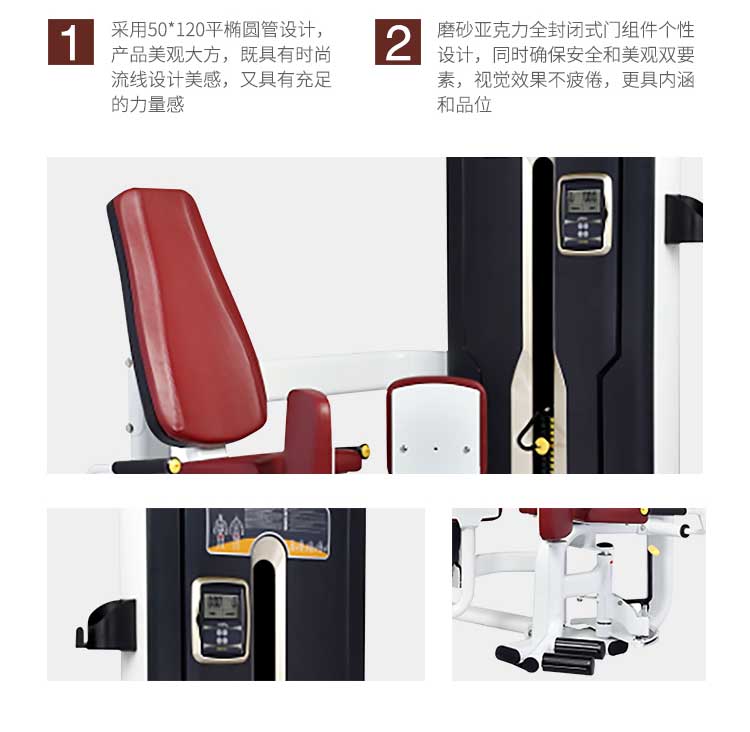 1
采用50*120平椭圆管设计，
产品美观大方，既具有时尚
流线设计美感，又具有充足
的力量感
2
磨砂亚克力全封闭式门组件个性
设计，同时确保安全和美观双要
素，视觉效果不疲倦，更具内涵
和品位